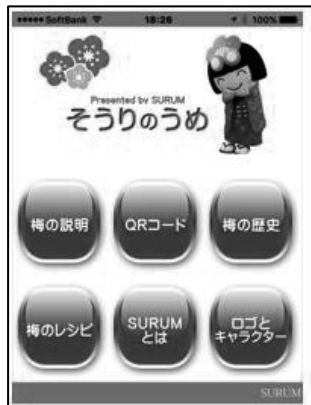 SoftBank 18:26 100%
Presented by SURUM
そうりのうめ
梅の説明
QRコード
梅の歴史
梅のレシピ
SURUM
とは
ロゴと
キャラクター
SURUM